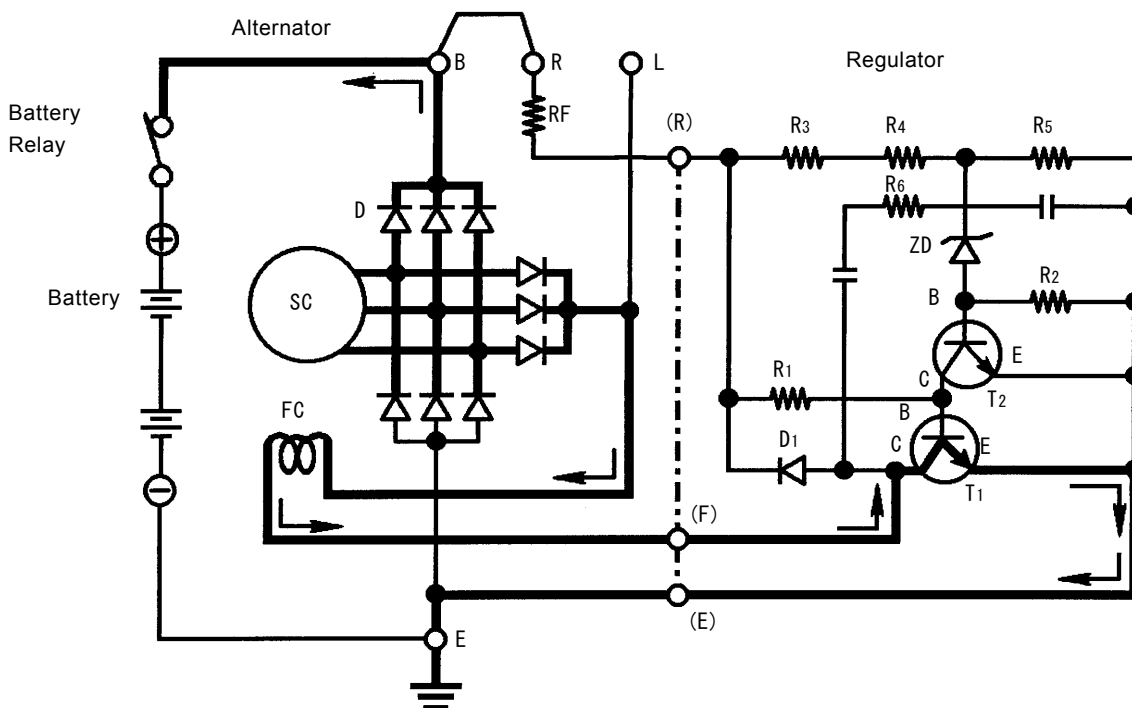 Alternator
B
R
L
Regulator
Battery
Relay
RF
(R)
R3
R4
R5
D
R6
ZD
Battery
SC
B
R2
E
R1
C
T2
FC
B
D1
C
E
T1
(F)
(E)
E